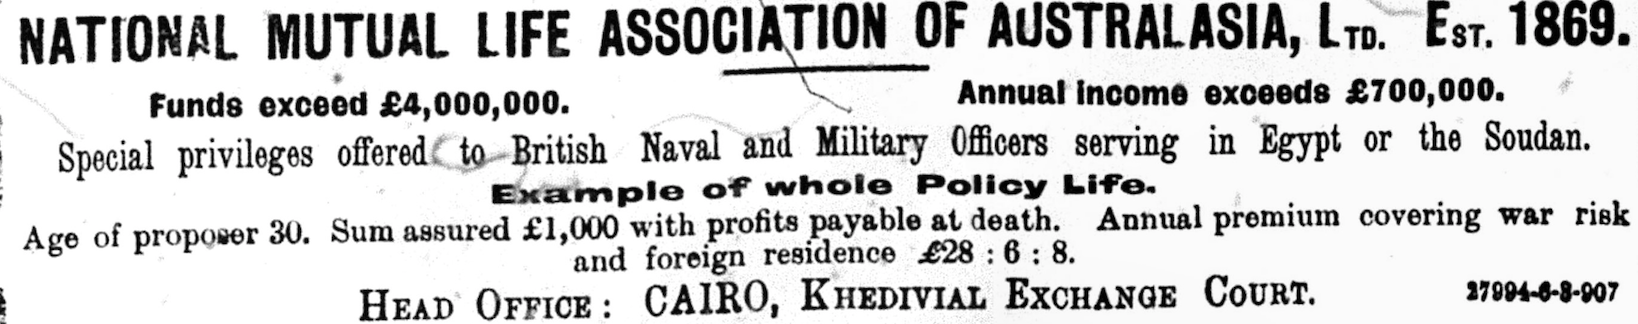 NATIONAL MUTUAL LIFE ASSOCIATION OF AUSTRALASIA, LTD. EST. 1869.
Funds exceed £4,000,000. Annual income exceeds £700,000.
Special privileges offered to British Naval and Military Officers serving in Egypt or the Soudan.
Example of whole Policy Life.
Age of proposer 30. Sum assured £1,000 with profits payable at death. Annual premium covering war risk
and foreign residence £28 : 6 : 8.
HEAD OFFICE : CAIRO, KHEDIVIAL EXCHANGE COURT. 27994-6-8-907